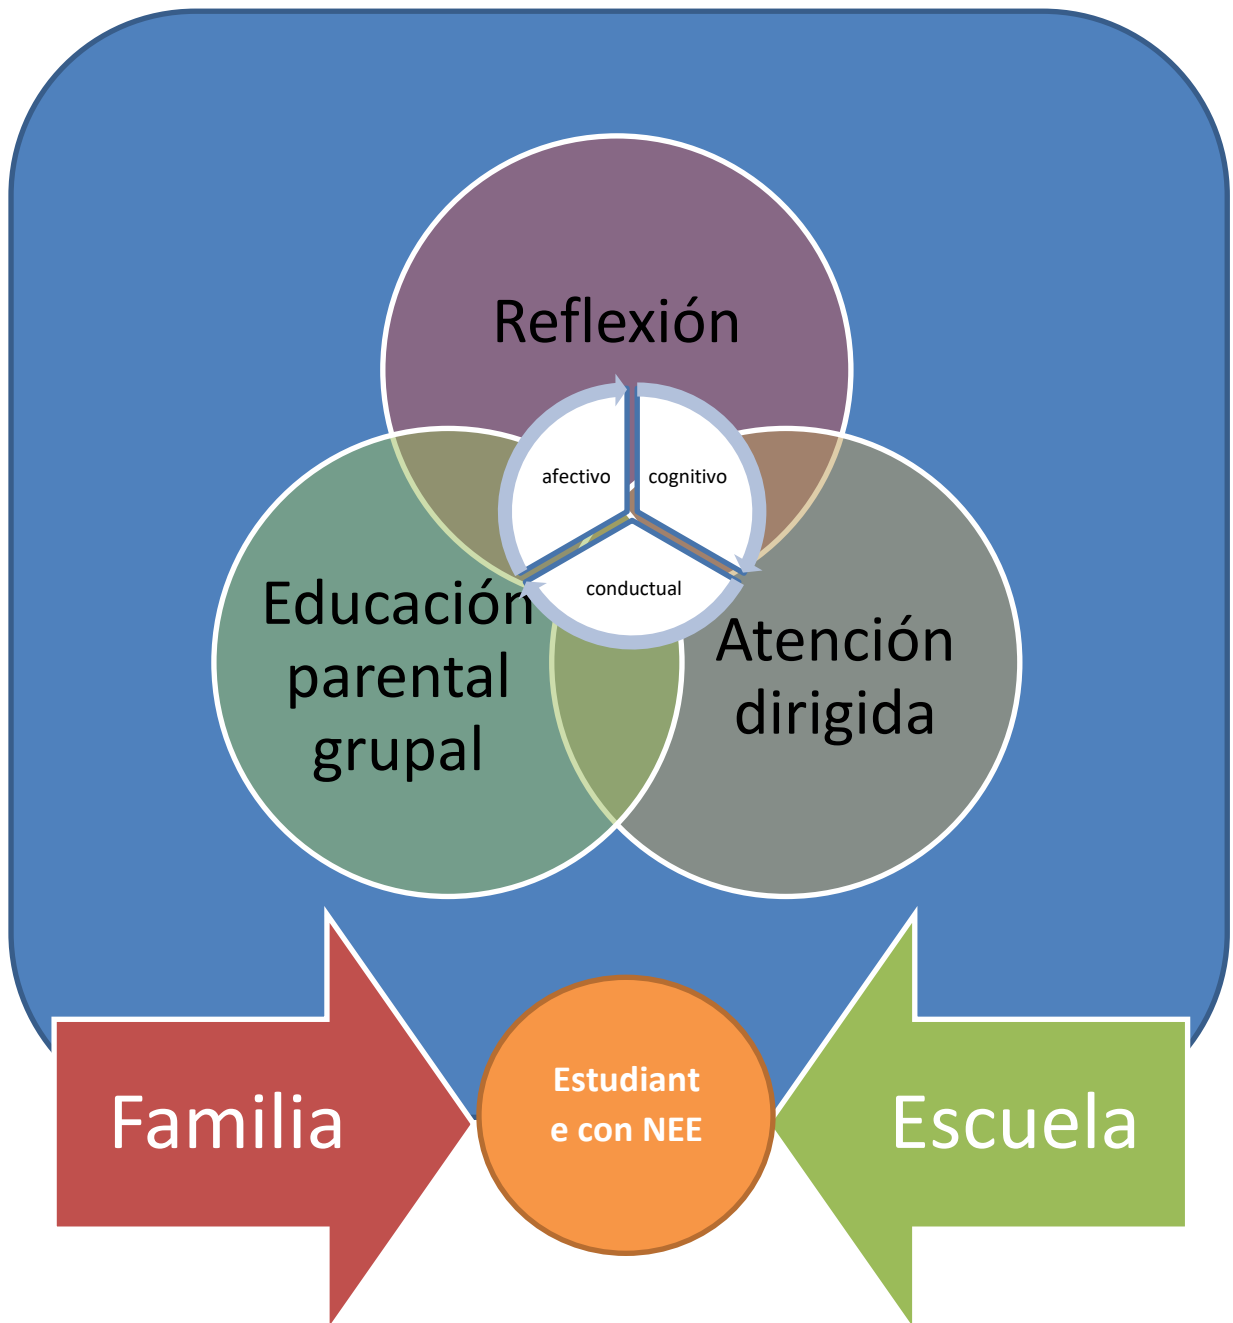 Reflexión
afectivo
cognitivo
conductual
Educación
parental
grupal
Atención
dirigida
Familia
Estudiant
e con NEE
Escuela